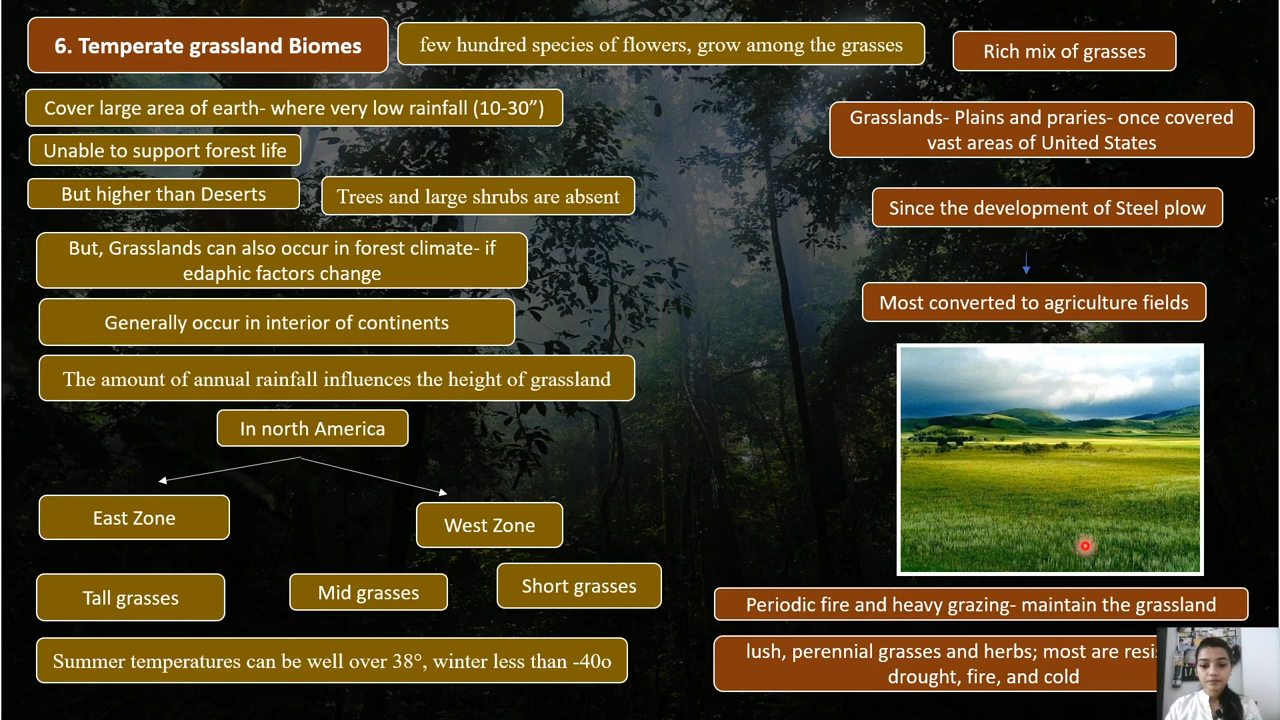 6. Temperate grassland Biomes
few hundred species of flowers, grow among the grasses
Rich mix of grasses
Cover large area of earth- where very low rainfall (10-30”)
Unable to support forest life
But higher than Deserts
Trees and large shrubs are absent
But, Grasslands can also occur in forest climate- if
edaphic factors change
Generally occur in interior of continents
The amount of annual rainfall influences the height of grassland
In north America
East Zone
West Zone
Tall grasses
Mid grasses
Short grasses
Summer temperatures can be well over 38°, winter less than -40o
Grasslands- Plains and praries- once covered
vast areas of United States
Since the development of Steel plow
Most converted to agriculture fields
Periodic fire and heavy grazing- maintain the grassland
lush, perennial grasses and herbs; most are
drought, fire, and cold